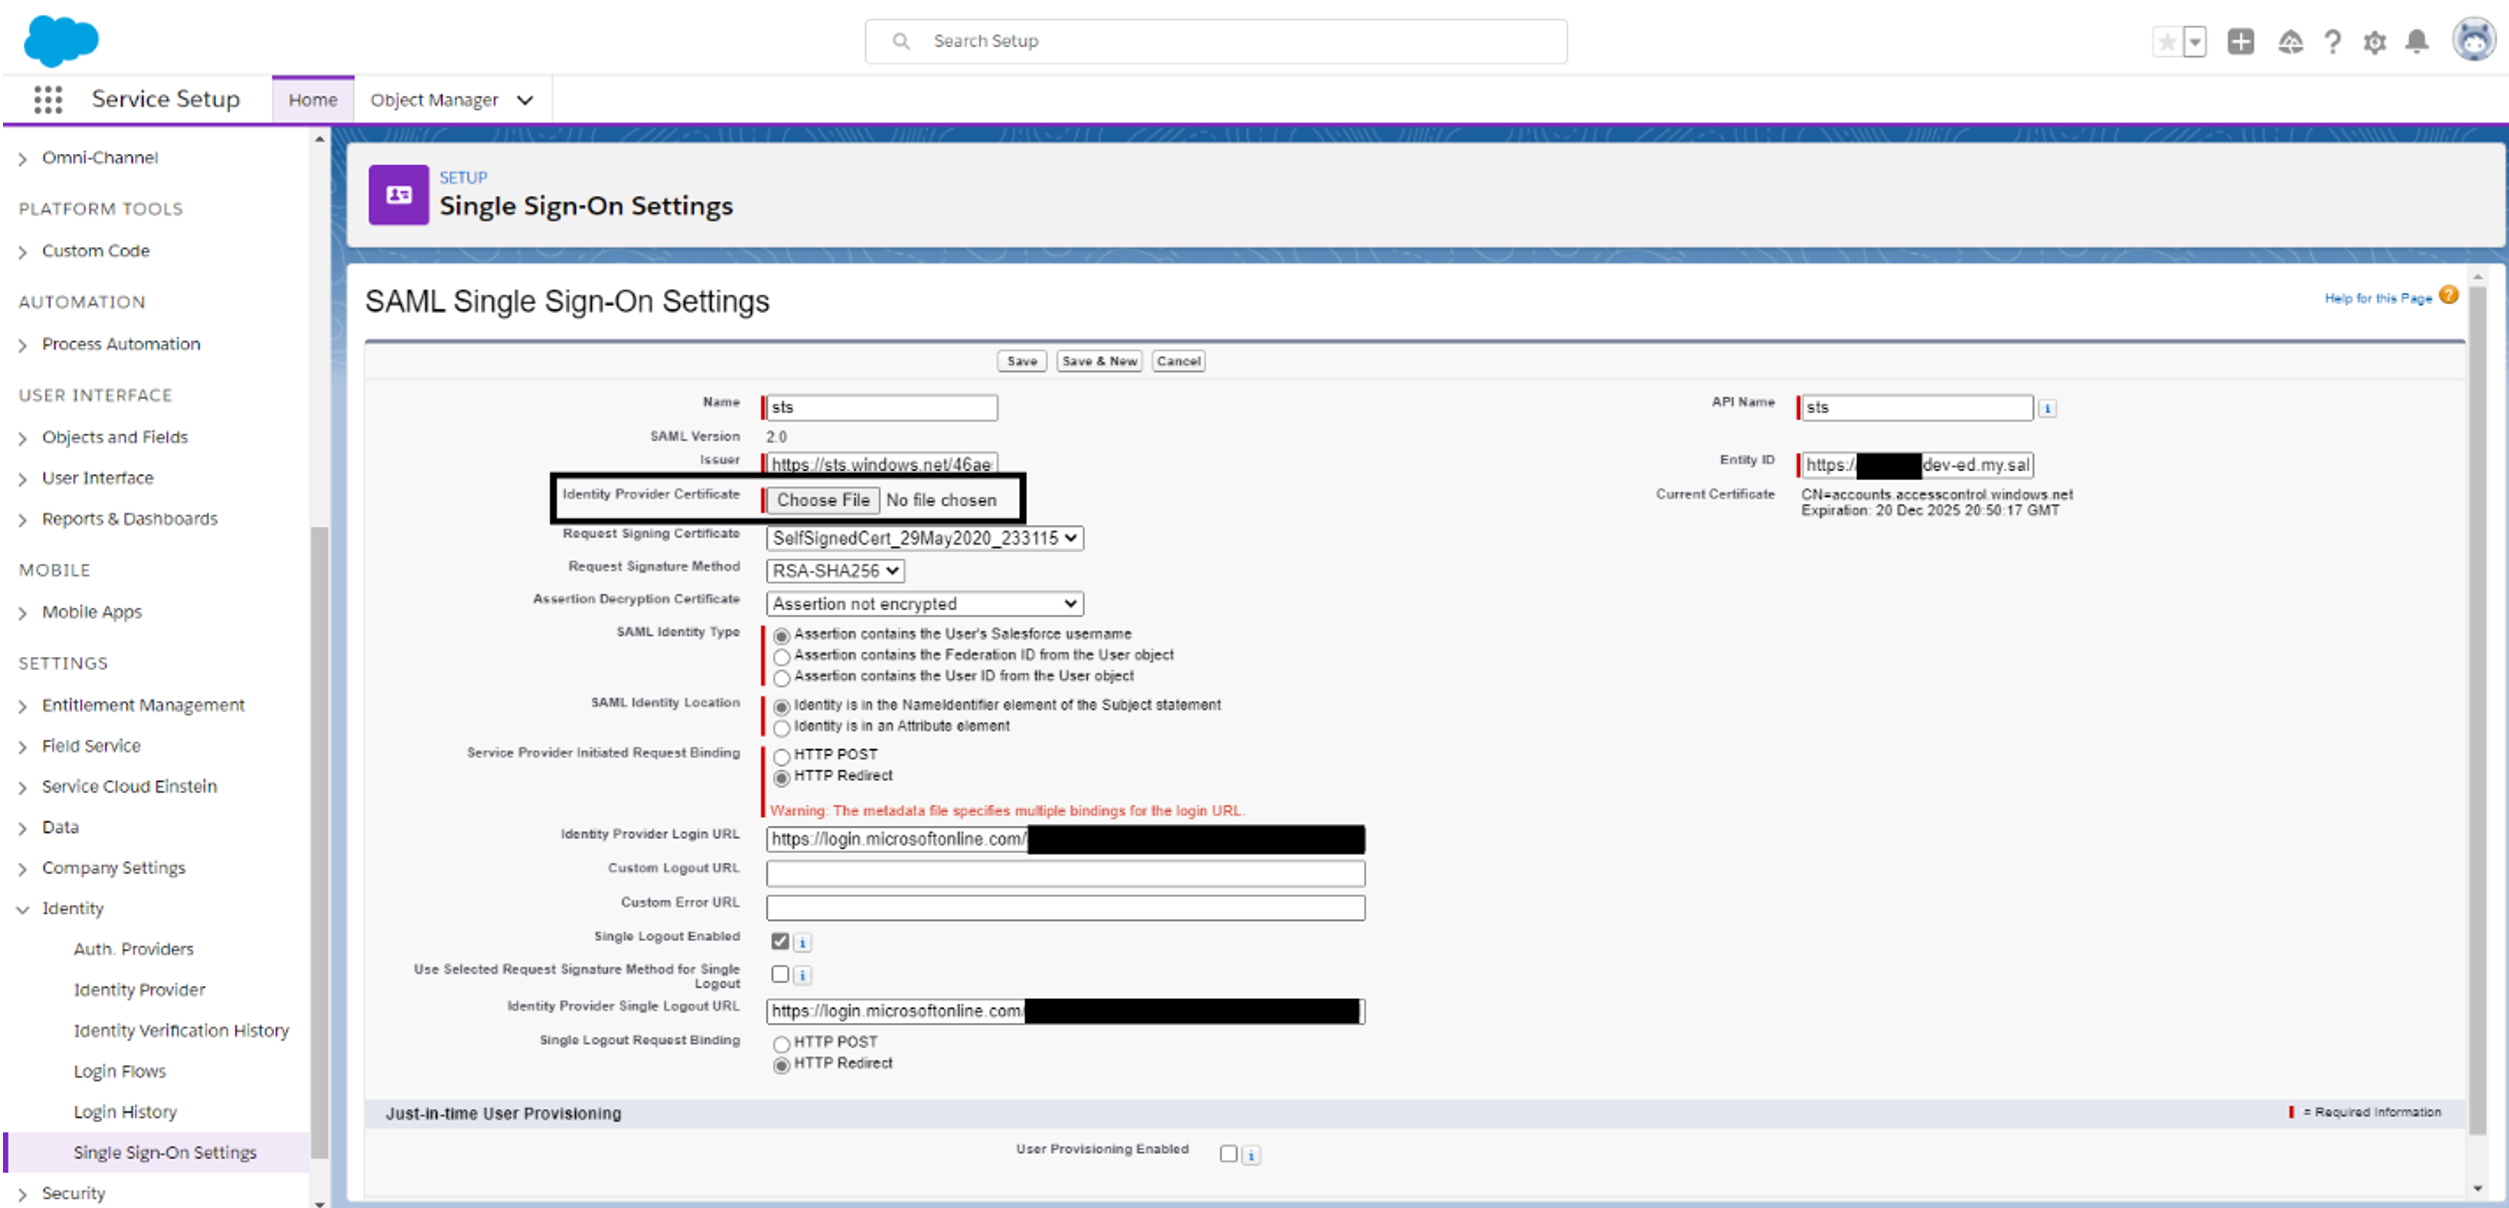 Search Setup
Service Setup
Home
Object Manager
Omni-Channel
PLATFORM TOOLS
Custom Code
AUTOMATION
Process Automation
USER INTERFACE
Objects and Fields
User Interface
Reports & Dashboards
MOBILE
Mobile Apps
SETTINGS
Entitlement Management
Field Service
Service Cloud Einstein
Data
Company Settings
Identity
Auth. Providers
Identity Provider
Identity Verification History
Login Flows
Login History
Single Sign-On Settings
Security
SETUP
Single Sign-On Settings
SAML Single Sign-On Settings
Help for this Page ?
Save Save & New Cancel
Name sts
API Name sts
SAML Version 2.0
Issuer https://sts.windows.net/46ae
Entity ID https:/ dev-ed.my.sal
Identity Provider Certificate Choose File No file chosen
Current Certificate CN=accounts.accesscontrol.windows.net
Expiration: 20 Dec 2025 20:50:17 GMT
Request Signing Certificate SelfSignedCert_29May2020_233115
Request Signature Method RSA-SHA256
Assertion Decryption Certificate Assertion not encrypted
SAML Identity Type Assertion contains the User's Salesforce username
Assertion contains the Federation ID from the User object
Assertion contains the User ID from the User object
SAML Identity Location Identity is in the NameIdentifier element of the Subject statement
Identity is in an Attribute element
Service Provider Initiated Request Binding HTTP POST
HTTP Redirect
Warning: The metadata file specifies multiple bindings for the login URL.
Identity Provider Login URL https://login.microsoftonline.com/
Custom Logout URL
Custom Error URL
Single Logout Enabled
Use Selected Request Signature Method for Single
Logout
Identity Provider Single Logout URL https://login.microsoftonline.com/
Single Logout Request Binding HTTP POST
HTTP Redirect
Just-in-time User Provisioning
= Required Information
User Provisioning Enabled